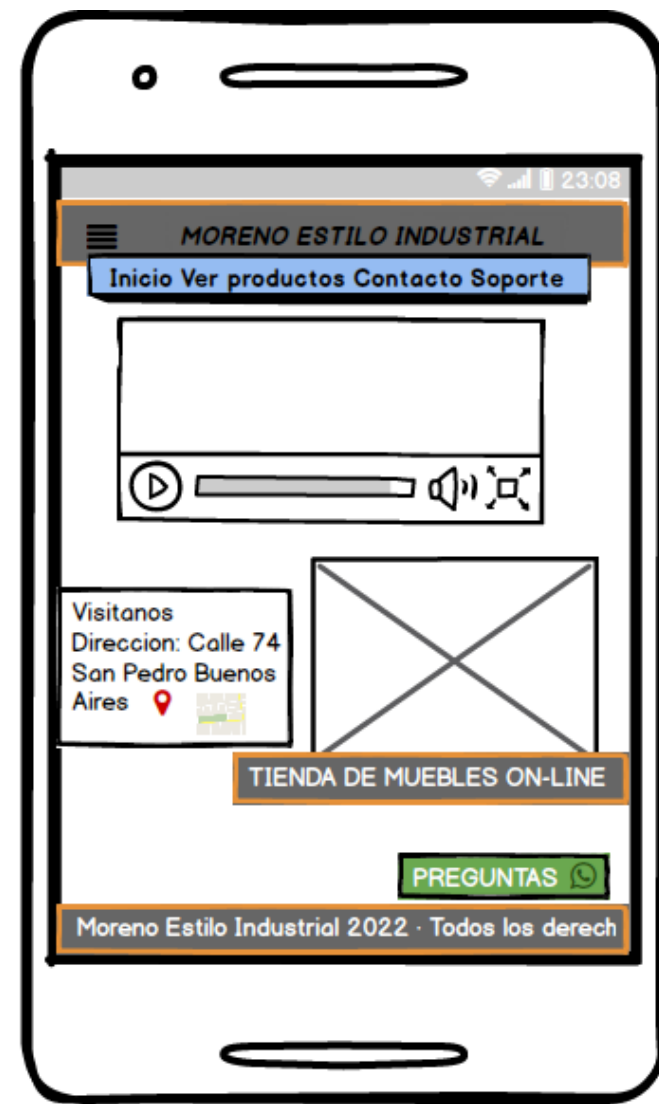 23:08
MORENO ESTILO INDUSTRIAL
Inicio Ver productos Contacto Soporte
Visitanos
Direccion: Calle 74
San Pedro Buenos
Aires
TIENDA DE MUEBLES ON-LINE
PREGUNTAS
Moreno Estilo Industrial 2022 · Todos los derech